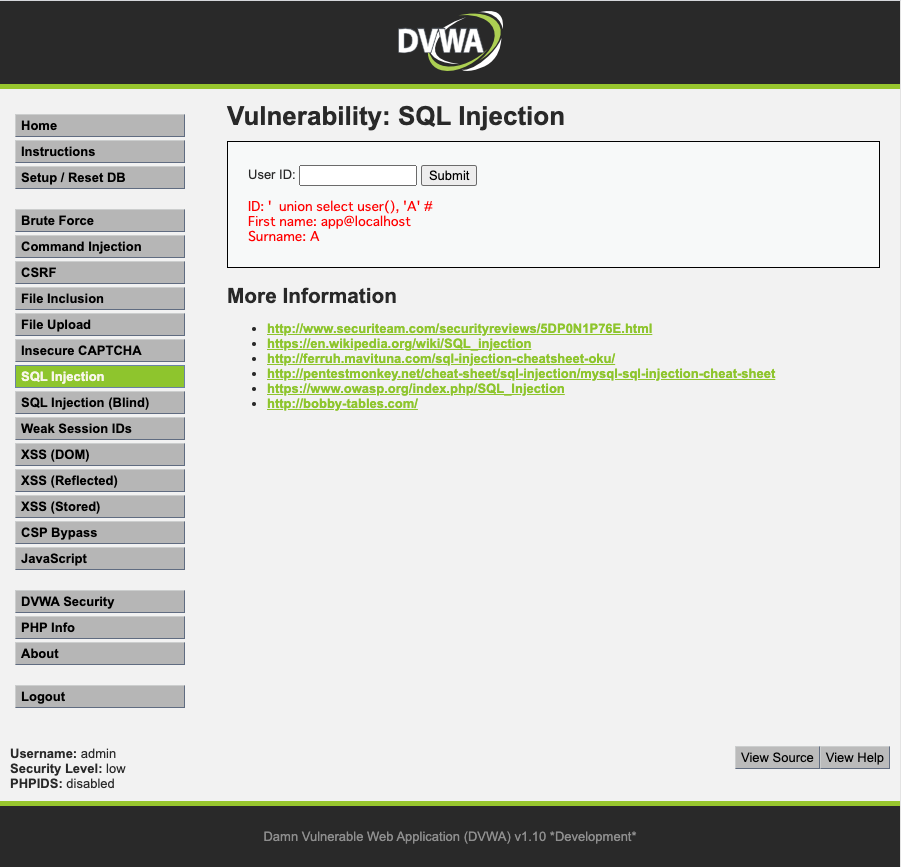 DVWA
Vulnerability: SQL Injection
Home
Instructions
Setup / Reset DB
Brute Force
Command Injection
CSRF
File Inclusion
File Upload
Insecure CAPTCHA
SQL Injection
SQL Injection (Blind)
Weak Session IDs
XSS (DOM)
XSS (Reflected)
XSS (Stored)
CSP Bypass
JavaScript
DVWA Security
PHP Info
About
Logout
User ID: Submit
ID: '  union select user(), 'A' #
First name: app@localhost
Surname: A
More Information
http://www.securiteam.com/securityreviews/5DP0N1P76E.html
https://en.wikipedia.org/wiki/SQL_injection
http://ferruh.mavituna.com/sql-injection-cheatsheet-oku/
http://pentestmonkey.net/cheat-sheet/sql-injection/mysql-sql-injection-cheat-sheet
https://www.owasp.org/index.php/SQL_Injection
http://bobby-tables.com/
Username: admin
Security Level: low
PHPIDS: disabled
View Source View Help
Damn Vulnerable Web Application (DVWA) v1.10 *Development*